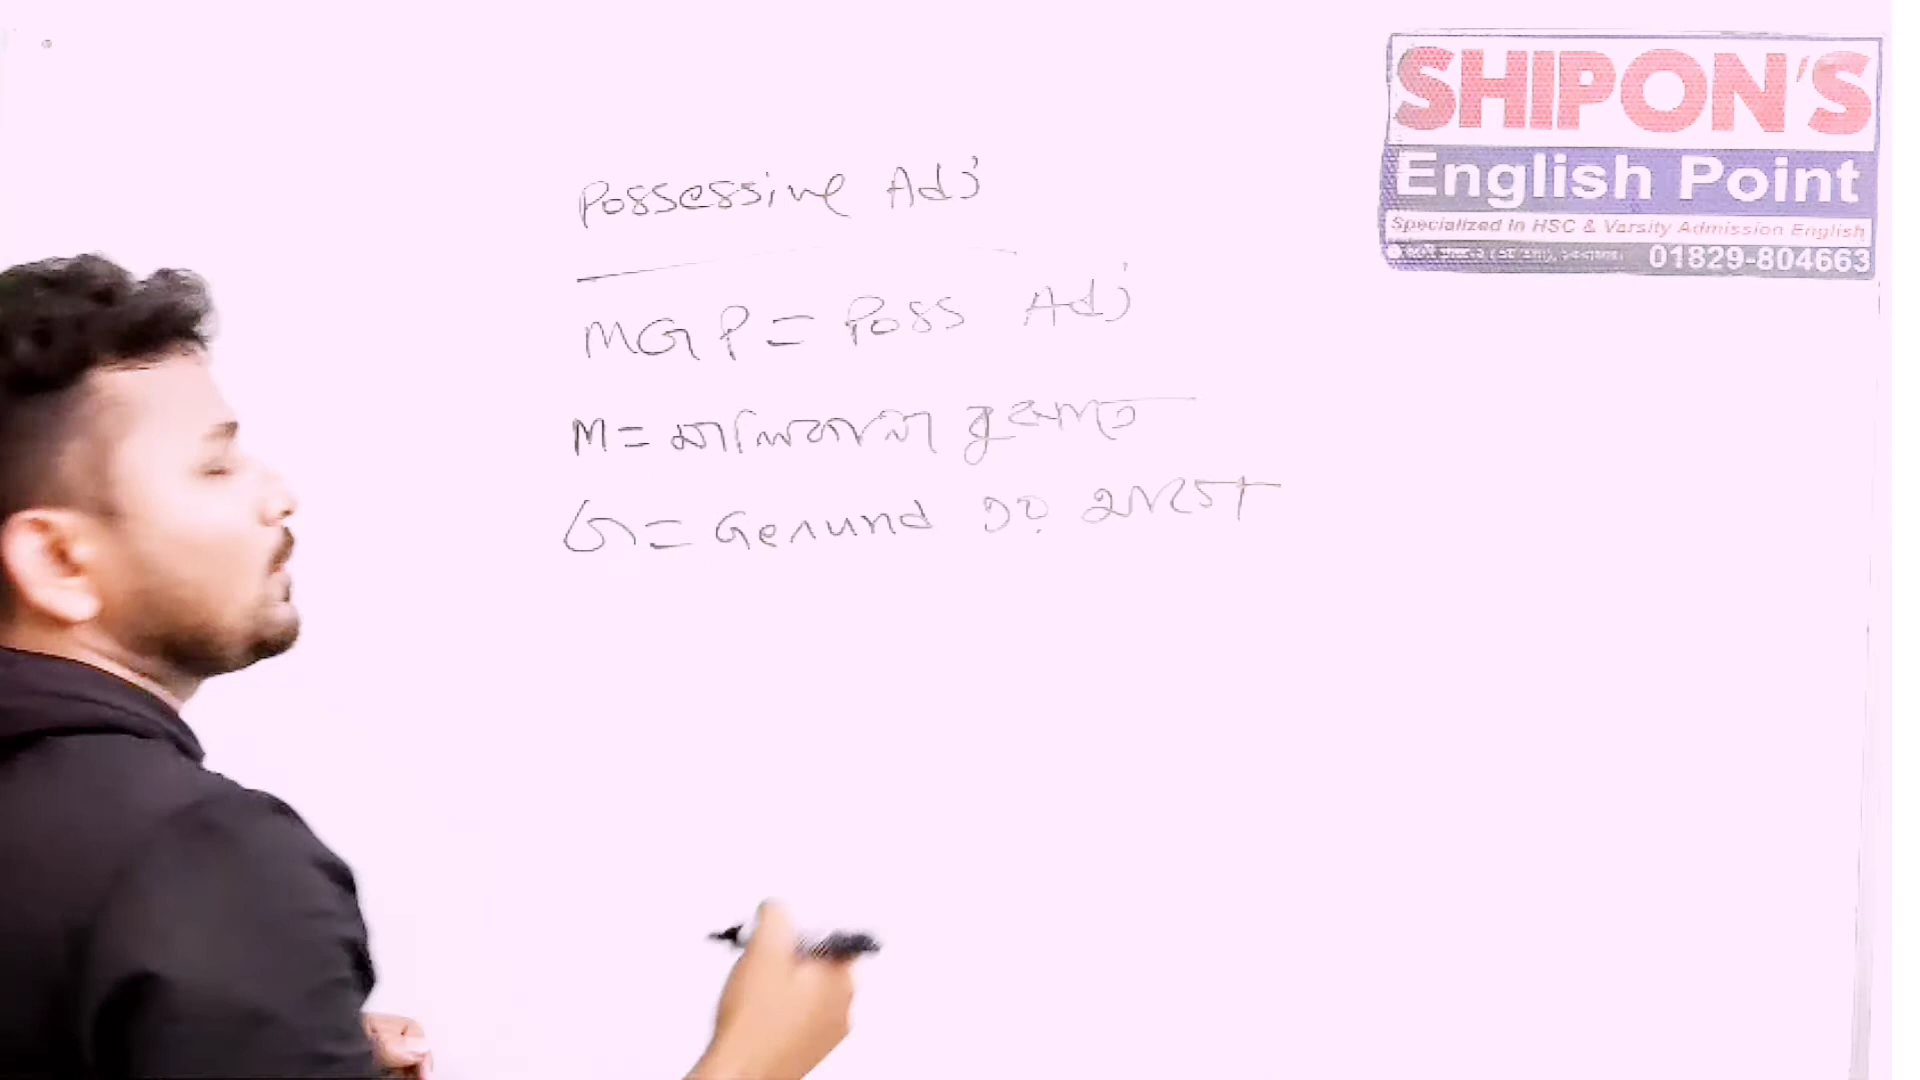 Possessive Adj
MGP = Poss Adj
M = মালিকানা বুঝাতে
G = Gerund এর আগে
SHIPON'S
English Point
Specialized in HSC & Varsity Admission English
01829-804663